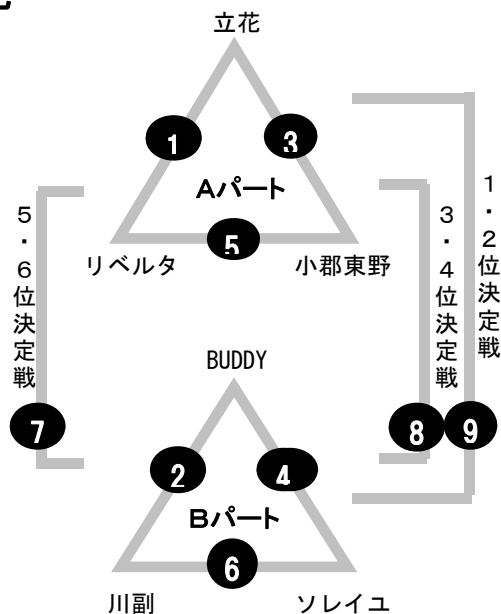 立花
1
3
Aパート
5
リベルタ
小郡東野
5・6位決定戦
3・4位決定戦
1・2位決定戦
BUDDY
7
8
9
2
4
Bパート
6
川副
ソレイユ